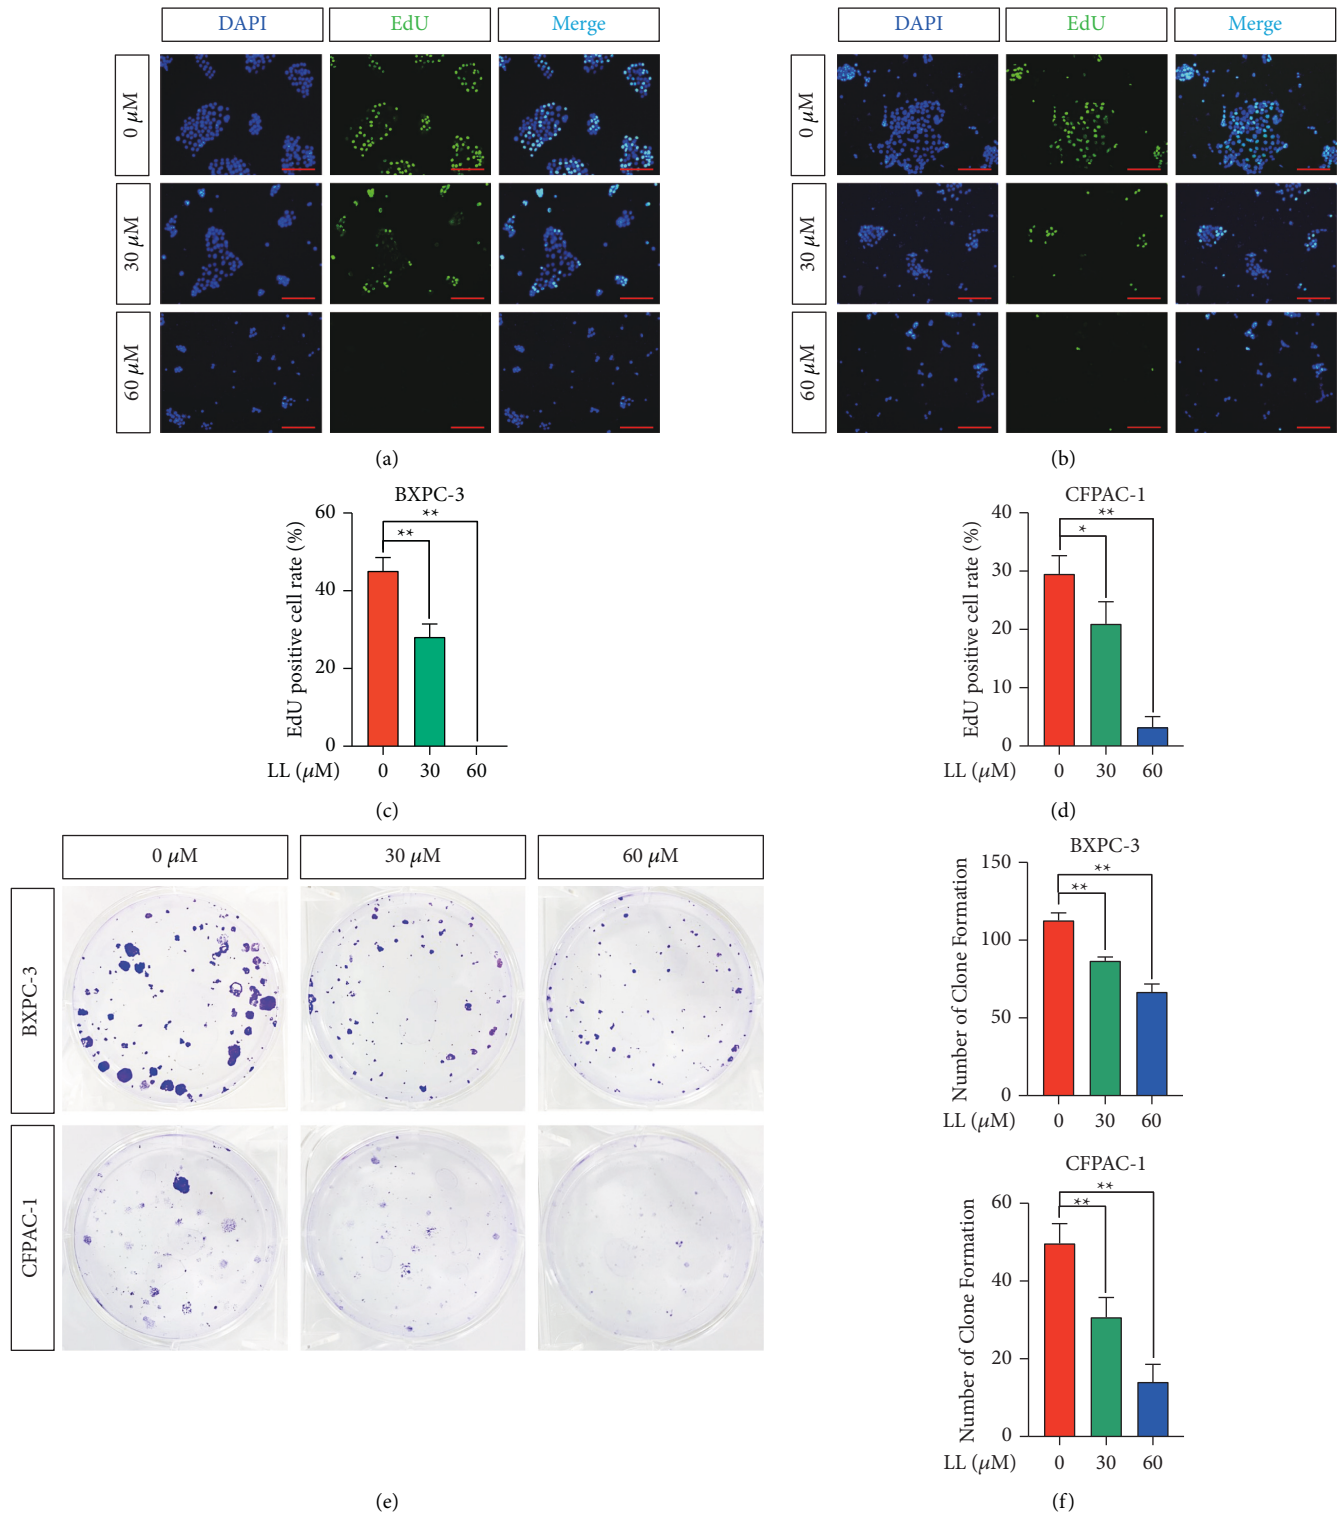 DAPI EdU Merge
0 μM
30 μM
60 μM
(a)
DAPI EdU Merge
0 μM
30 μM
60 μM
(b)
BXPC-3
EdU positive cell rate (%)
60
40
20
0
**
**
LL (μM) 0 30 60
(c)
CFPAC-1
EdU positive cell rate (%)
40
30
20
10
0
**
*
LL (μM) 0 30 60
(d)
0 μM 30 μM 60 μM
BXPC-3
CFPAC-1
(e)
BXPC-3
Number of Clone Formation
150
100
50
0
**
**
LL (μM) 0 30 60
CFPAC-1
Number of Clone Formation
60
40
20
0
**
**
LL (μM) 0 30 60
(f)